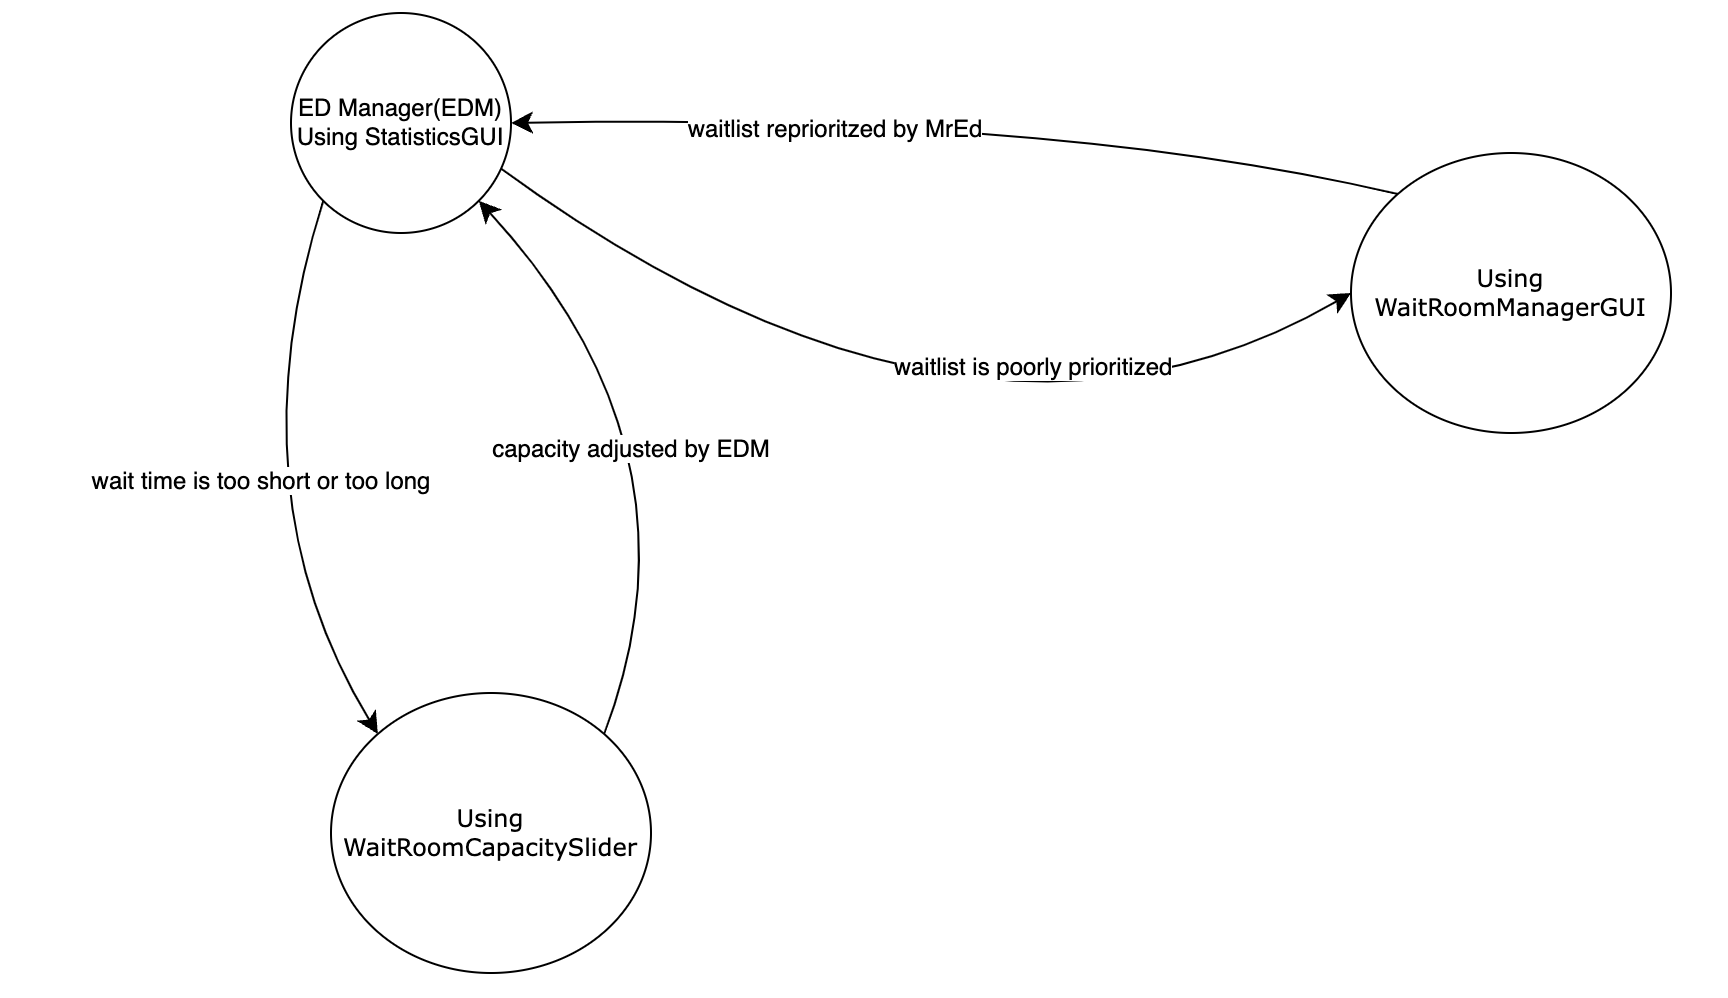 ED Manager(EDM)
Using StatisticsGUI
waitlist reprioritzed by MrEd
Using
WaitRoomManagerGUI
waitlist is poorly prioritized
capacity adjusted by EDM
wait time is too short or too long
Using
WaitRoomCapacitySlider